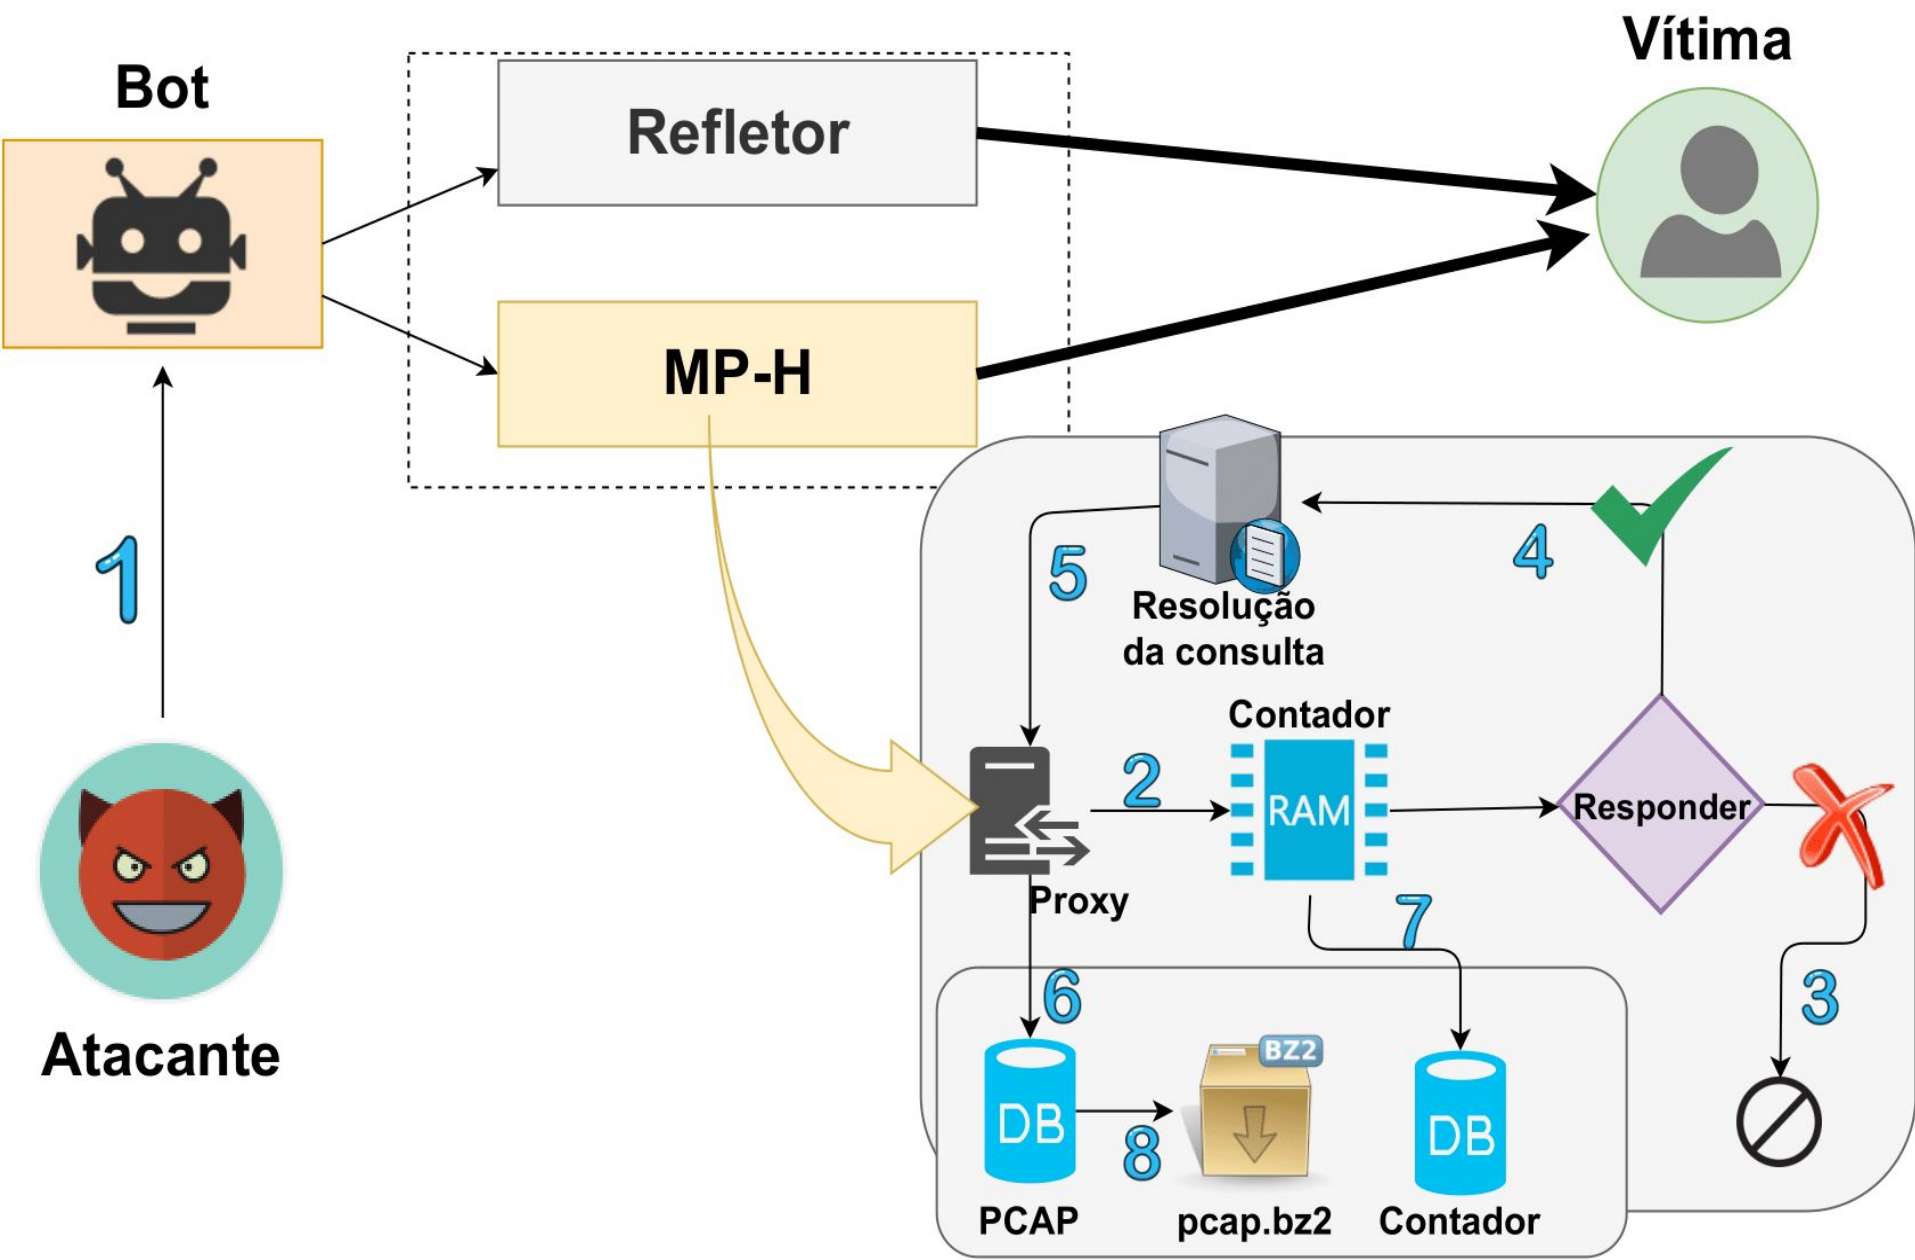 Vítima
Bot
Refletor
MP-H
1
5
4
Resolução
da consulta
Contador
2
RAM
Responder
Proxy
7
6
3
BZ2
DB
DB
8
PCAP
pcap.bz2
Contador
Atacante